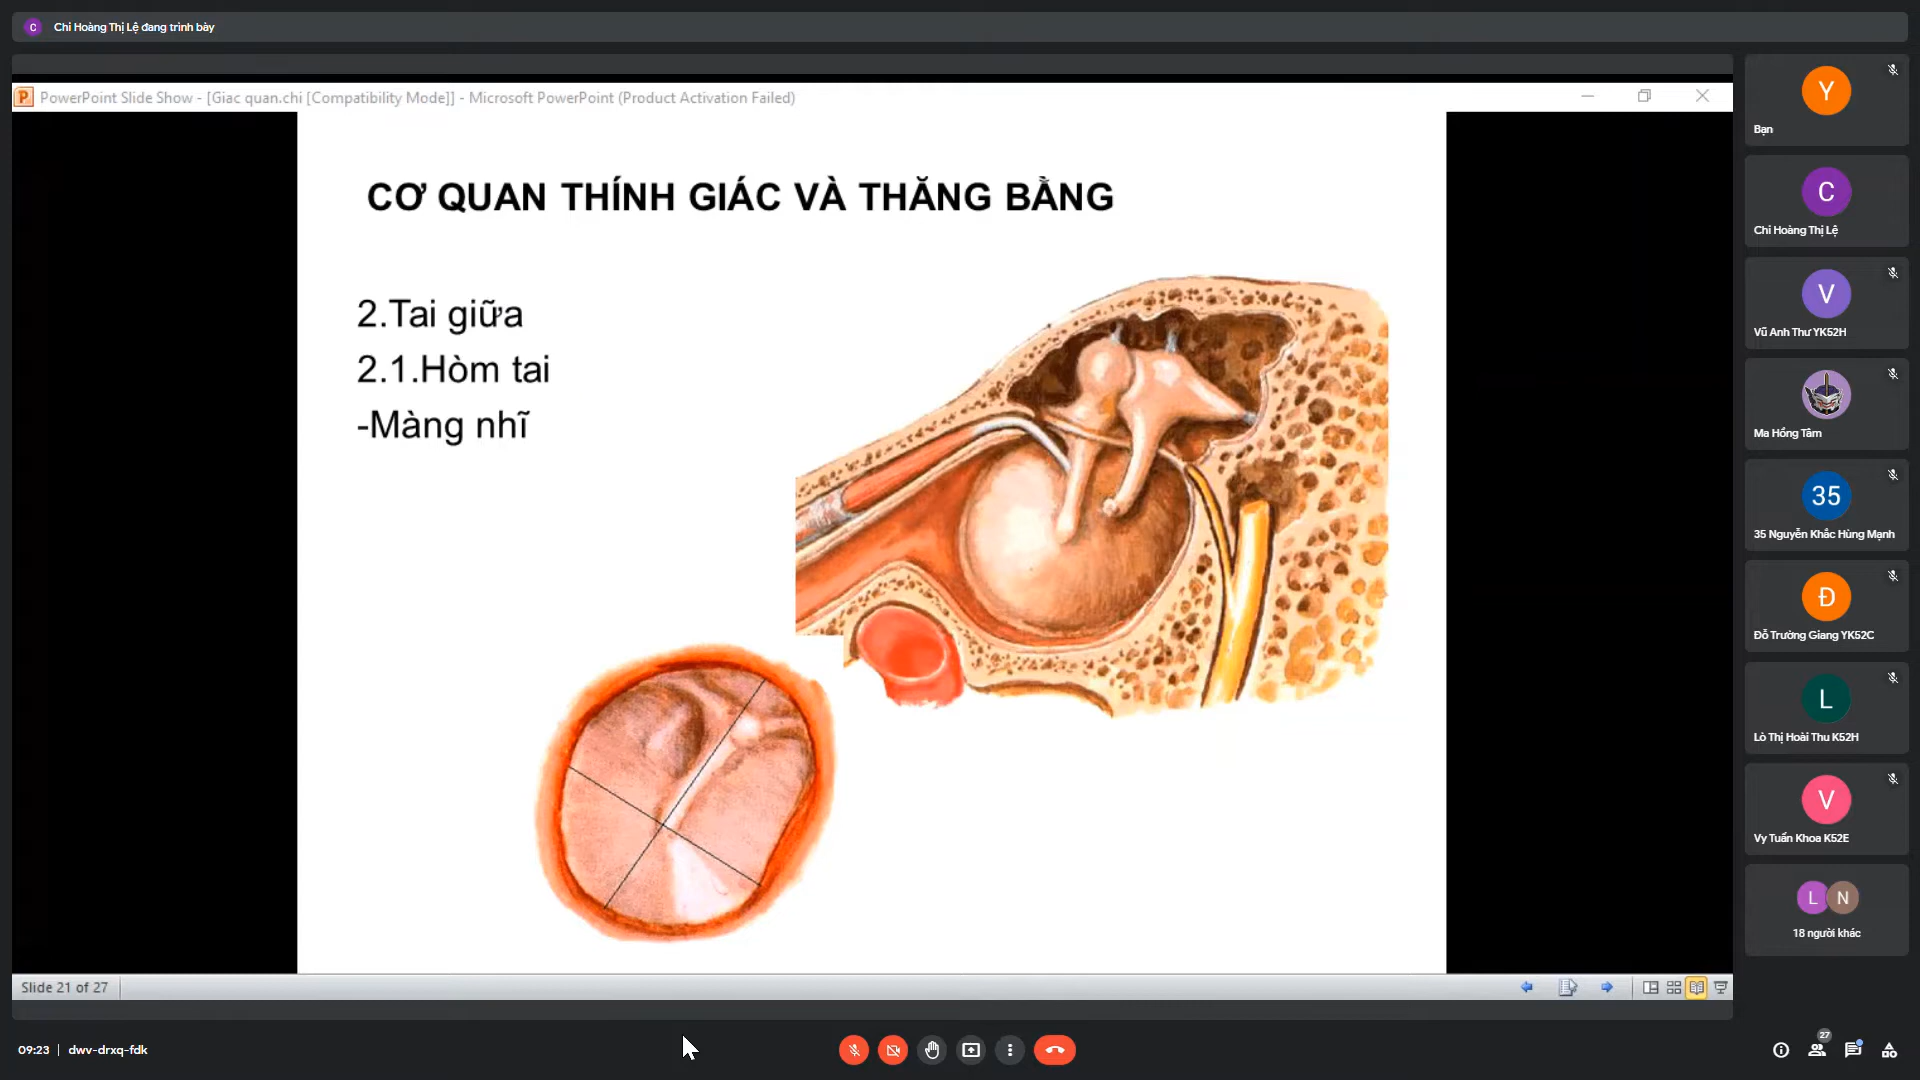 C Chi Hoàng Thị Lệ đang trình bày
PowerPoint Slide Show - [Giac quan.chi [Compatibility Mode]] - Microsoft PowerPoint (Product Activation Failed)
CƠ QUAN THÍNH GIÁC VÀ THĂNG BẰNG
2.Tai giữa
2.1.Hòm tai
-Màng nhĩ
Slide 21 of 27
Y
Bạn
C
Chi Hoàng Thị Lệ
V
Vũ Anh Thư YK52H
Ma Hồng Tâm
35
35 Nguyễn Khắc Hùng Mạnh
Đ
Đỗ Trường Giang YK52C
L
Lò Thị Hoài Thu K52H
V
Vy Tuấn Khoa K52E
L N
18 người khác
09:23 | dwv-drxq-fdk
27